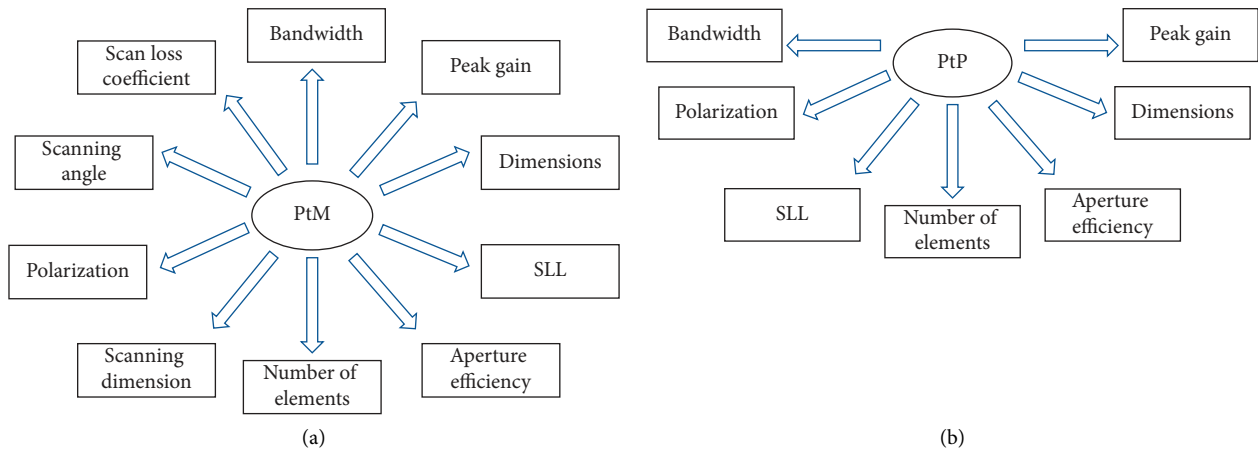 Bandwidth
Scan loss
coefficient
Peak gain
Scanning
angle
Dimensions
PtM
Polarization
SLL
Scanning
dimension
Number of
elements
Aperture
efficiency
(a)
Bandwidth
PtP
Peak gain
Polarization
Dimensions
SLL
Number of
elements
Aperture
efficiency
(b)